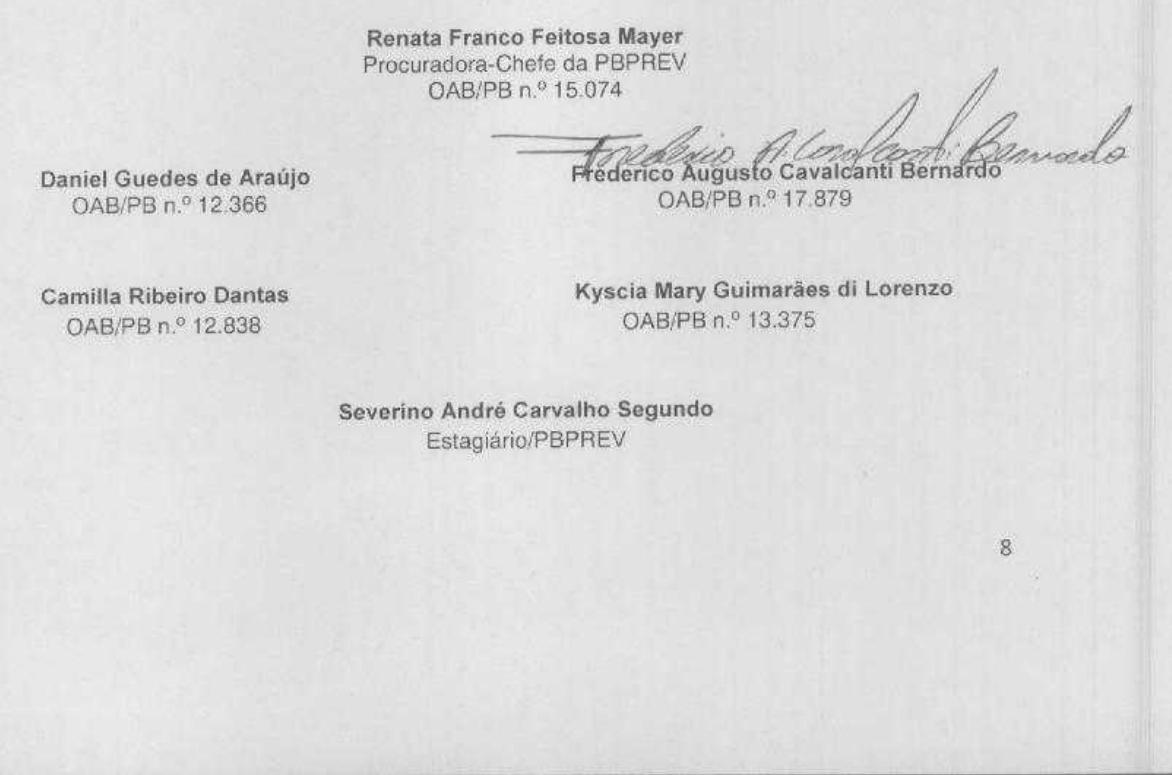 Renata Franco Feitosa Mayer
Procuradora-Chefe da PBPREV
OAB/PB n.º 15.074
Frederico A. Cavalcanti Bernardo
Daniel Guedes de Araújo
OAB/PB n.º 12.366
Frederico Augusto Cavalcanti Bernardo
OAB/PB n.º 17.879
Camilla Ribeiro Dantas
OAB/PB n.º 12.838
Kyscia Mary Guimarães di Lorenzo
OAB/PB n.º 13.375
Severino André Carvalho Segundo
Estagiário/PBPREV
8